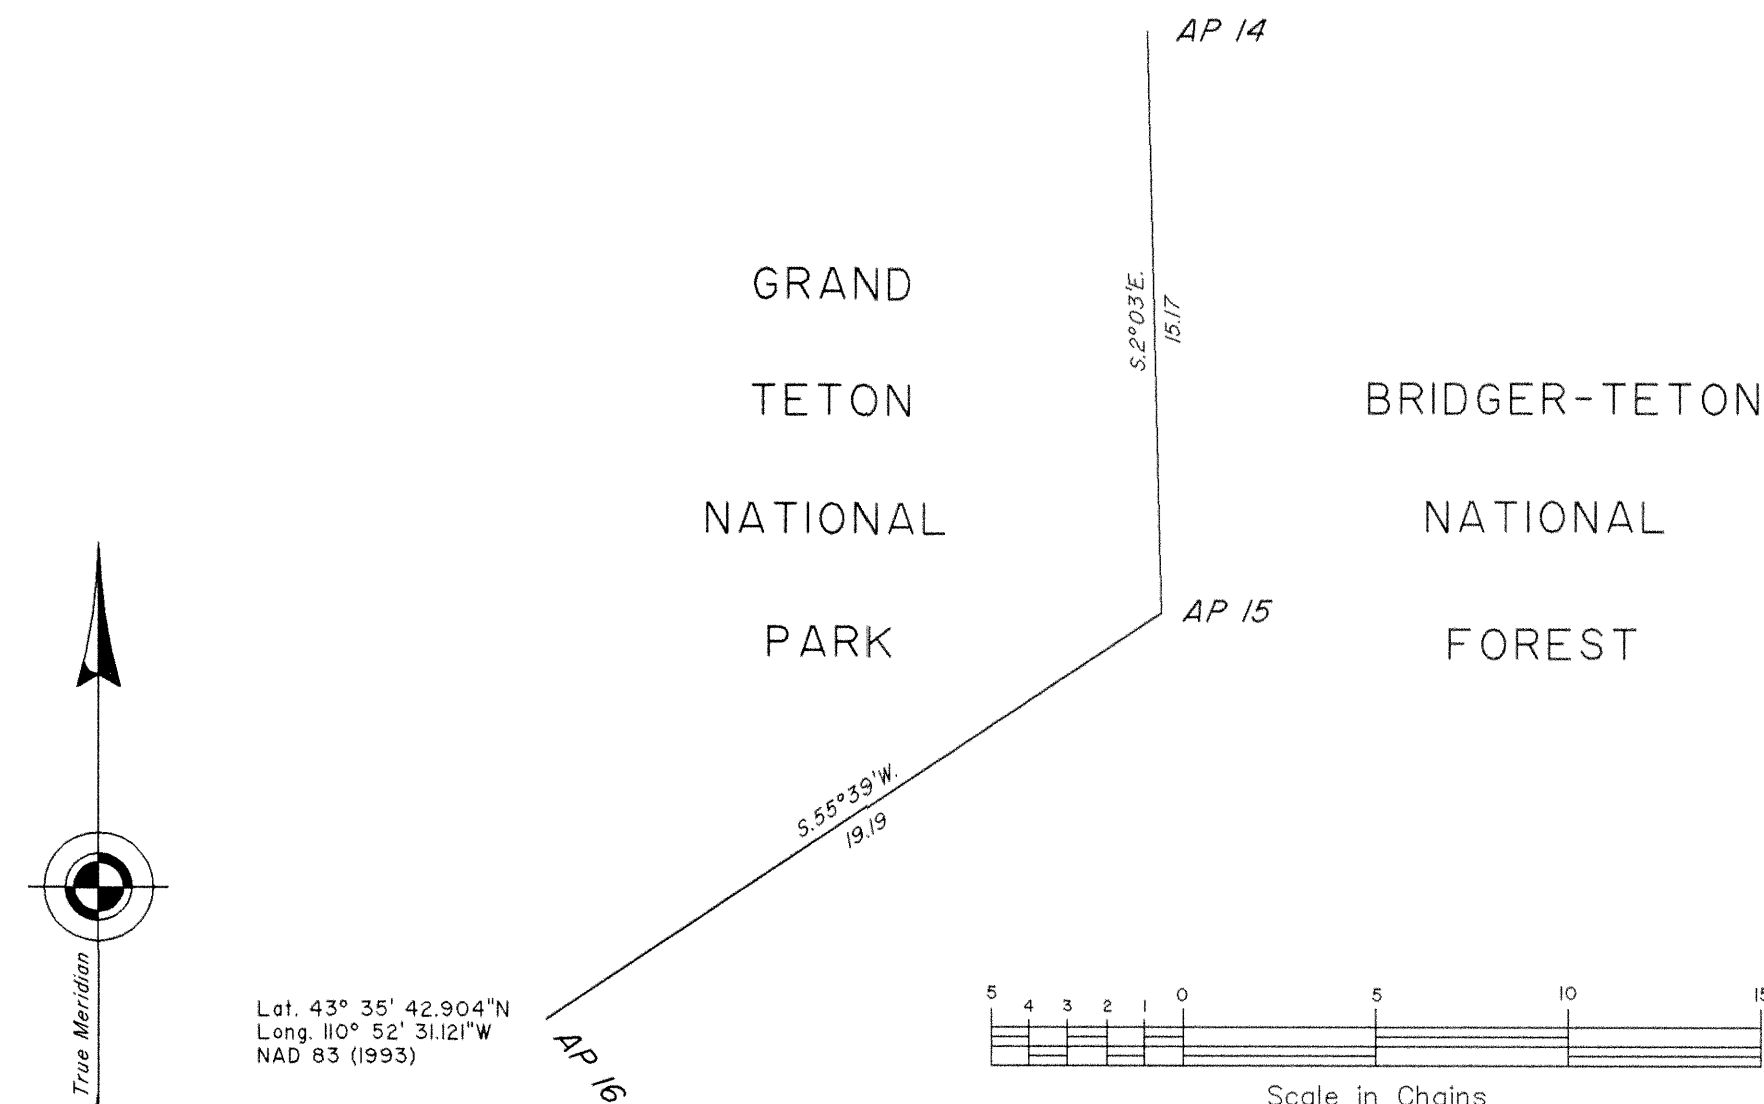 AP 14
GRAND
S.2°03'E.
15.17
TETON
BRIDGER-TETON
NATIONAL
NATIONAL
AP 15
PARK
FOREST
S.55°39'W.
19.19
True Meridian
Lat. 43° 35' 42.904"N
Long. 110° 52' 31.121"W
NAD 83 (1993)
AP 16
5 4 3 2 1 0 5 10 15
Scale in Chains